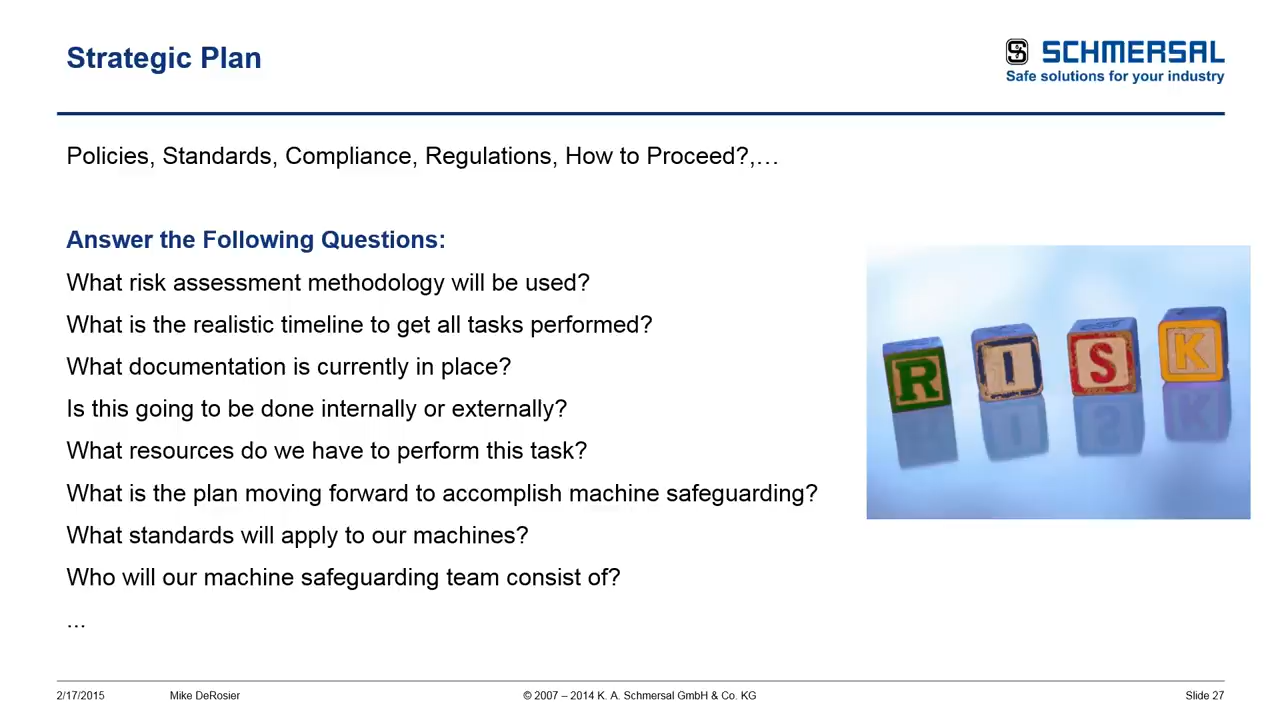 Strategic Plan
SCHMERSAL
Safe solutions for your industry
Policies, Standards, Compliance, Regulations, How to Proceed?,…
Answer the Following Questions:
What risk assessment methodology will be used?
What is the realistic timeline to get all tasks performed?
What documentation is currently in place?
Is this going to be done internally or externally?
What resources do we have to perform this task?
What is the plan moving forward to accomplish machine safeguarding?
What standards will apply to our machines?
Who will our machine safeguarding team consist of?
...
RISK
2/17/2015 Mike DeRosier © 2007 – 2014 K. A. Schmersal GmbH & Co. KG Slide 27